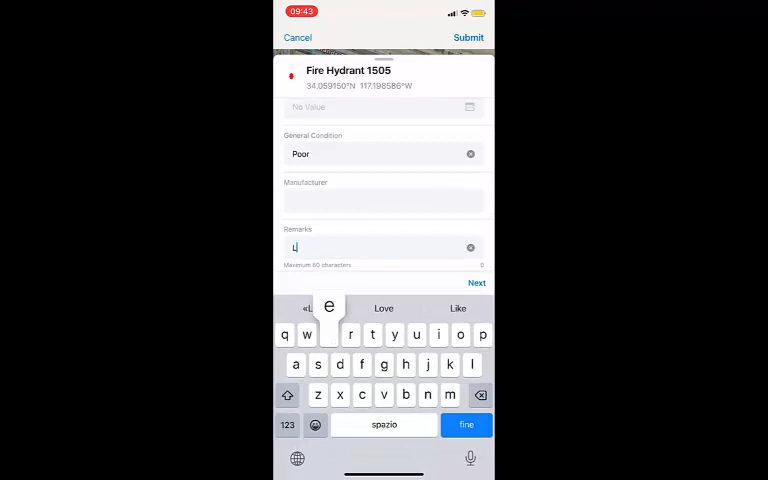 09:43
Cancel
Submit
Fire Hydrant 1505
34.059150°N 117.198586°W
No Value
General Condition
Poor
Manufacturer
Remarks
L
Maximum 60 characters
0
Next
Love
Like
e
q w r t y u i o p
a s d f g h j k l
z x c v b n m
123
spazio
fine